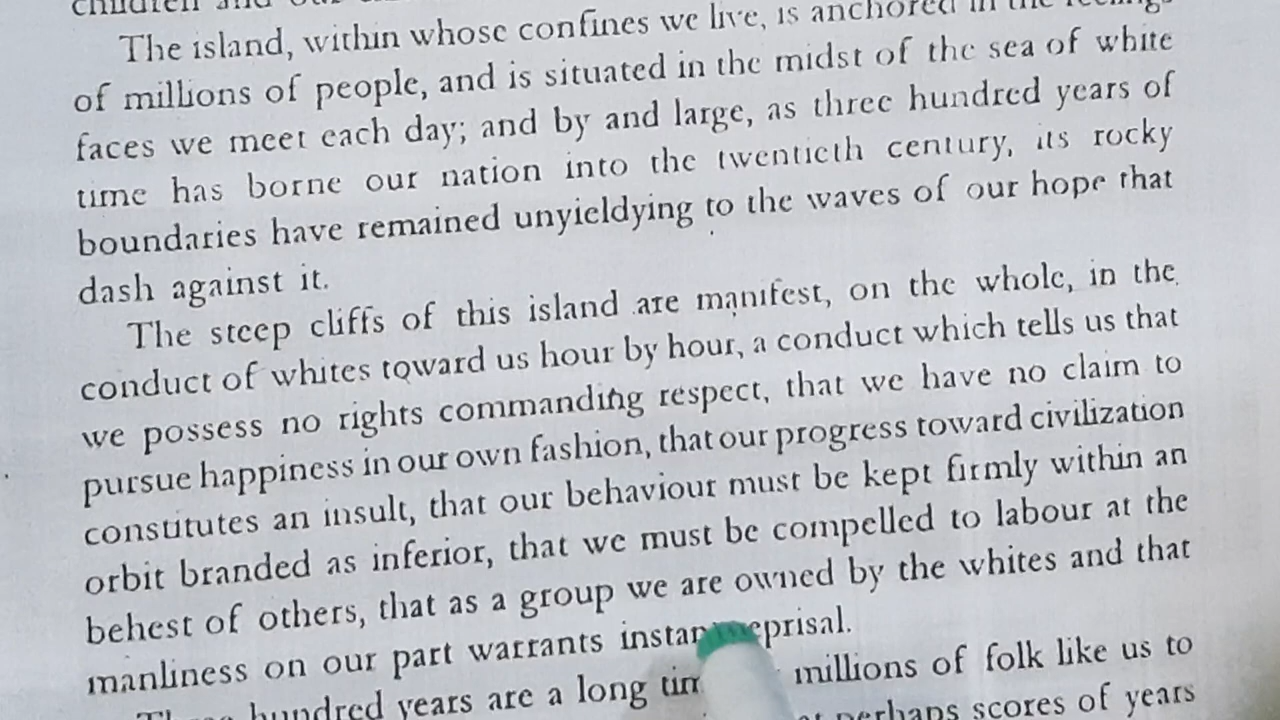 children and our
The island, within whose confines we live, is anchored in the feelings
of millions of people, and is situated in the midst of the sea of white
faces we meet each day; and by and large, as three hundred years of
time has borne our nation into the twentieth century, its rocky
boundaries have remained unyieldying to the waves of our hope that
dash against it.
The steep cliffs of this island are manifest, on the whole, in the
conduct of whites toward us hour by hour, a conduct which tells us that
we possess no rights commanding respect, that we have no claim to
pursue happiness in our own fashion, that our progress toward civilization
constitutes an insult, that our behaviour must be kept firmly within an
orbit branded as inferior, that we must be compelled to labour at the
behest of others, that as a group we are owned by the whites and that
manliness on our part warrants instant reprisal.
hundred years are a long millions of folk like us to
perhaps scores of years